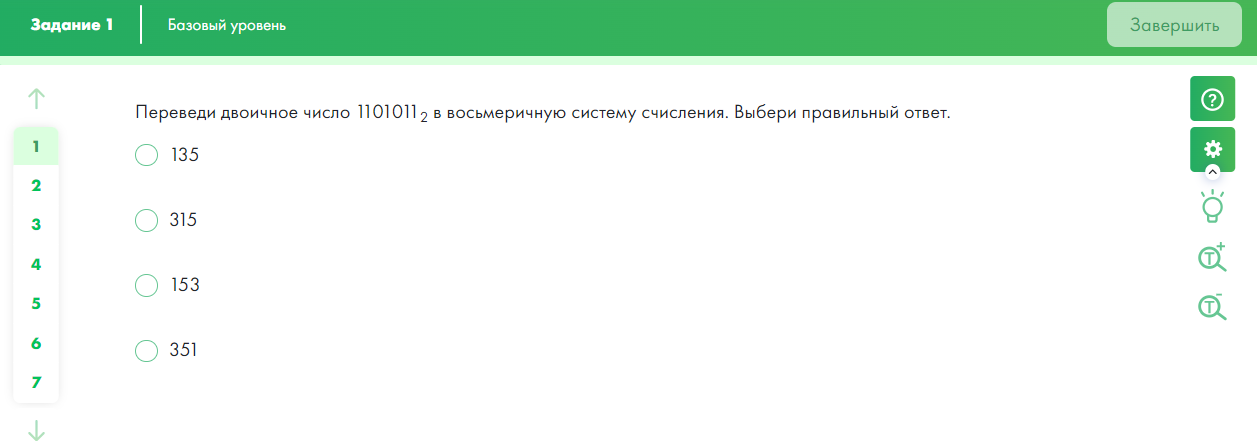 Задание 1
Базовый уровень
Завершить
Переведи двоичное число 1101011₂ в восьмеричную систему счисления. Выбери правильный ответ.
135
315
153
351
1
2
3
4
5
6
7
?
T+
T-